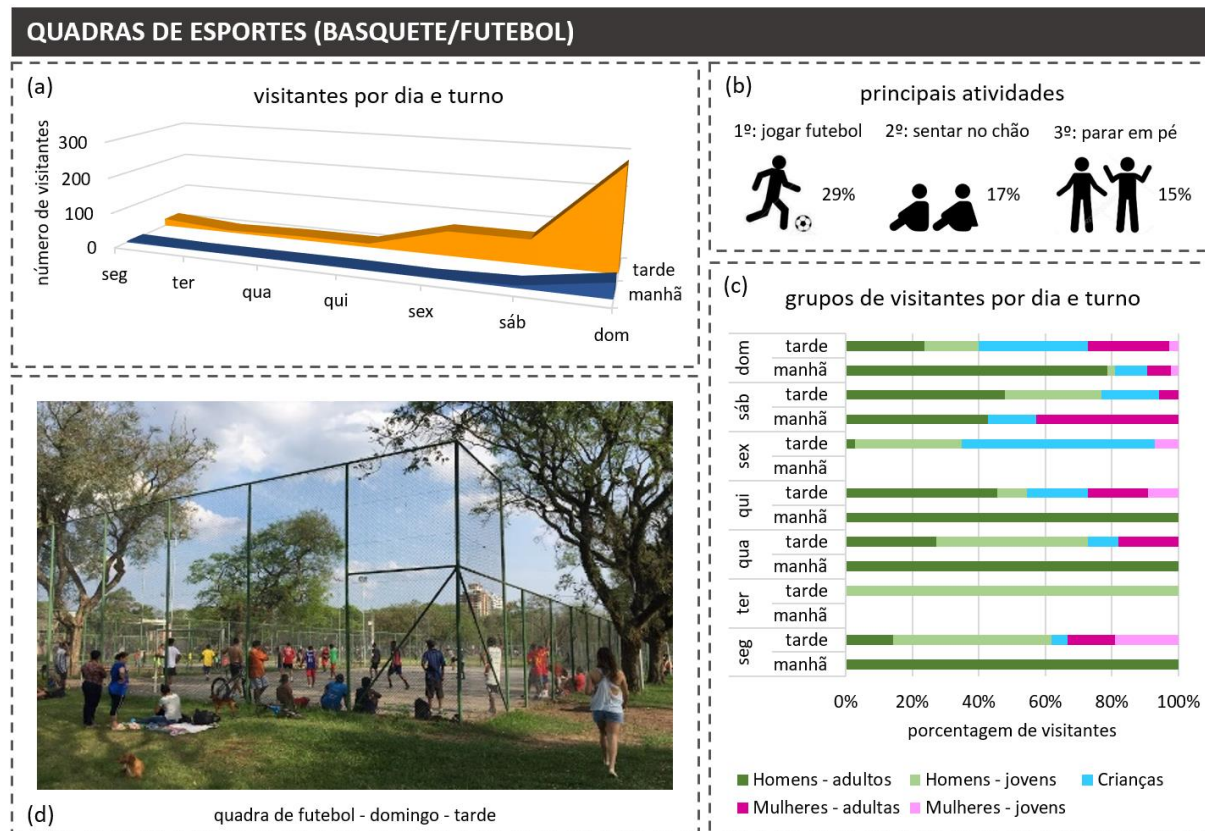 QUADRAS DE ESPORTES (BASQUETE/FUTEBOL)
(a)
visitantes por dia e turno
número de visitantes
300
200
100
0
seg
ter
qua
qui
sex
sáb
dom
tarde
manhã
(b)
principais atividades
1º: jogar futebol
29%
2º: sentar no chão
17%
3º: parar em pé
15%
(c)
grupos de visitantes por dia e turno
dom
tarde
manhã
sáb
tarde
manhã
sex
tarde
manhã
qui
tarde
manhã
qua
tarde
manhã
ter
tarde
manhã
seg
tarde
manhã
0% 20% 40% 60% 80% 100%
porcentagem de visitantes
Homens - adultos Homens - jovens Crianças
Mulheres - adultas Mulheres - jovens
(d)
quadra de futebol - domingo - tarde